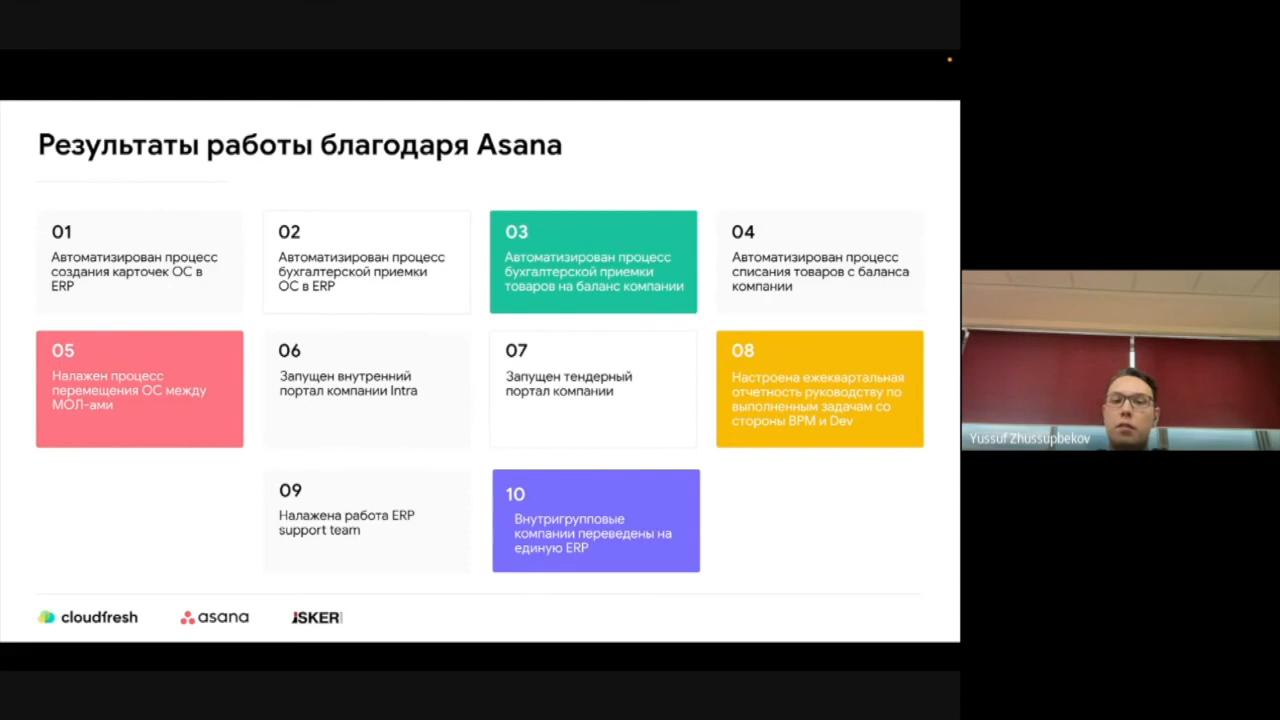 Результаты работы благодаря Asana
01
Автоматизирован процесс
создания карточек ОС в
ERP
02
Автоматизирован процесс
бухгалтерской приемки
ОС в ERP
03
Автоматизирован процесс
бухгалтерской приемки
товаров на баланс компании
04
Автоматизирован процесс
списания товаров с баланса
компании
05
Налажен процесс
перемещения ОС между
МОЛ-ами
06
Запущен внутренний
портал компании Intra
07
Запущен тендерный
портал компании
08
Настроена ежеквартальная
отчетность руководству по
выполненным задачам со
стороны BPM и Dev
09
Налажена работа ERP
support team
10
Внутригрупповые
компании переведены на
единую ERP
cloudfresh
asana
ISKER
Yussuf Zhussupbekov